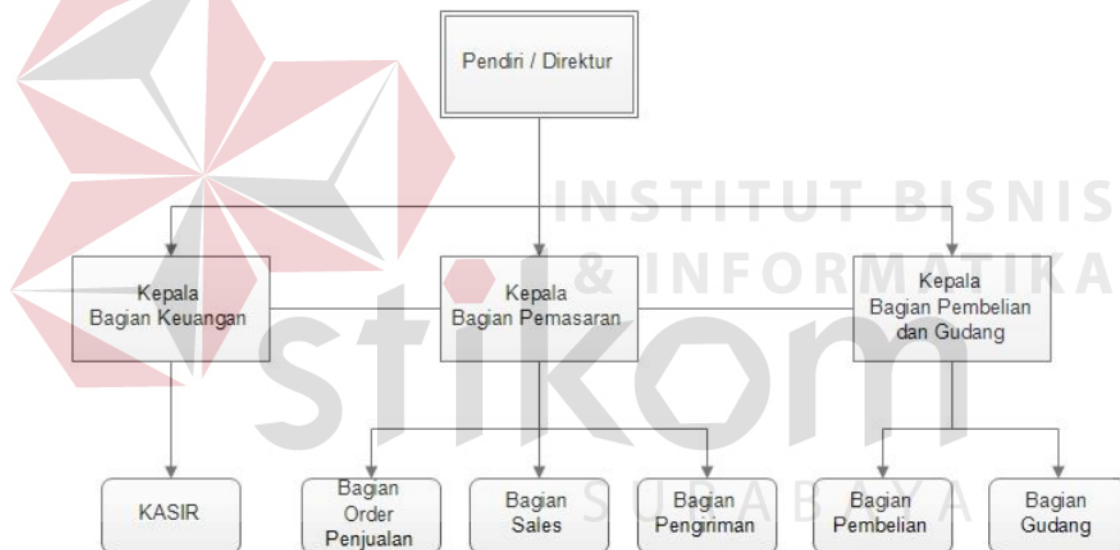 Pendiri / Direktur
INSTITUT BISNIS
& INFORMATIKA
stikom
SURABAYA
Kepala
Bagian Keuangan
Kepala
Bagian Pemasaran
Kepala
Bagian Pembelian
dan Gudang
KASIR
Bagian
Order
Penjualan
Bagian
Sales
Bagian
Pengiriman
Bagian
Pembelian
Bagian
Gudang